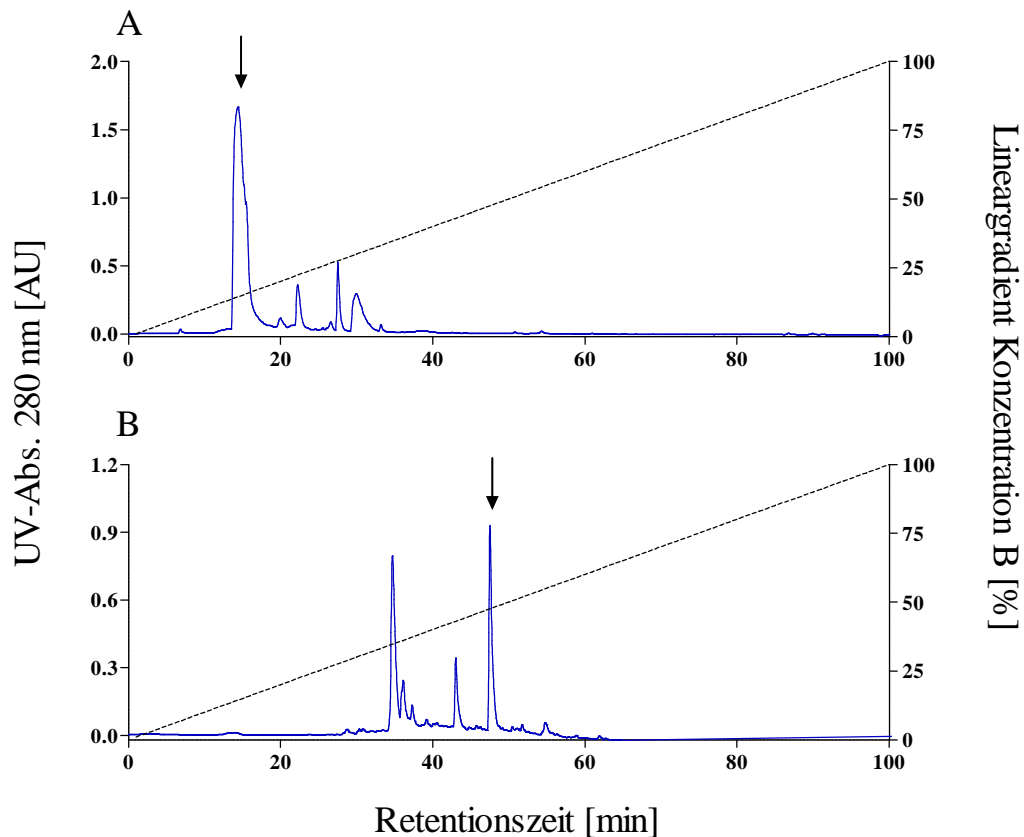 A
2.0
1.5
1.0
0.5
0.0
100
75
50
25
0
0 20 40 60 80 100
B
1.2
0.9
0.6
0.3
0.0
100
75
50
25
0
0 20 40 60 80 100
UV-Abs. 280 nm [AU]
Lineargradient Konzentration B [%]
Retentionszeit [min]